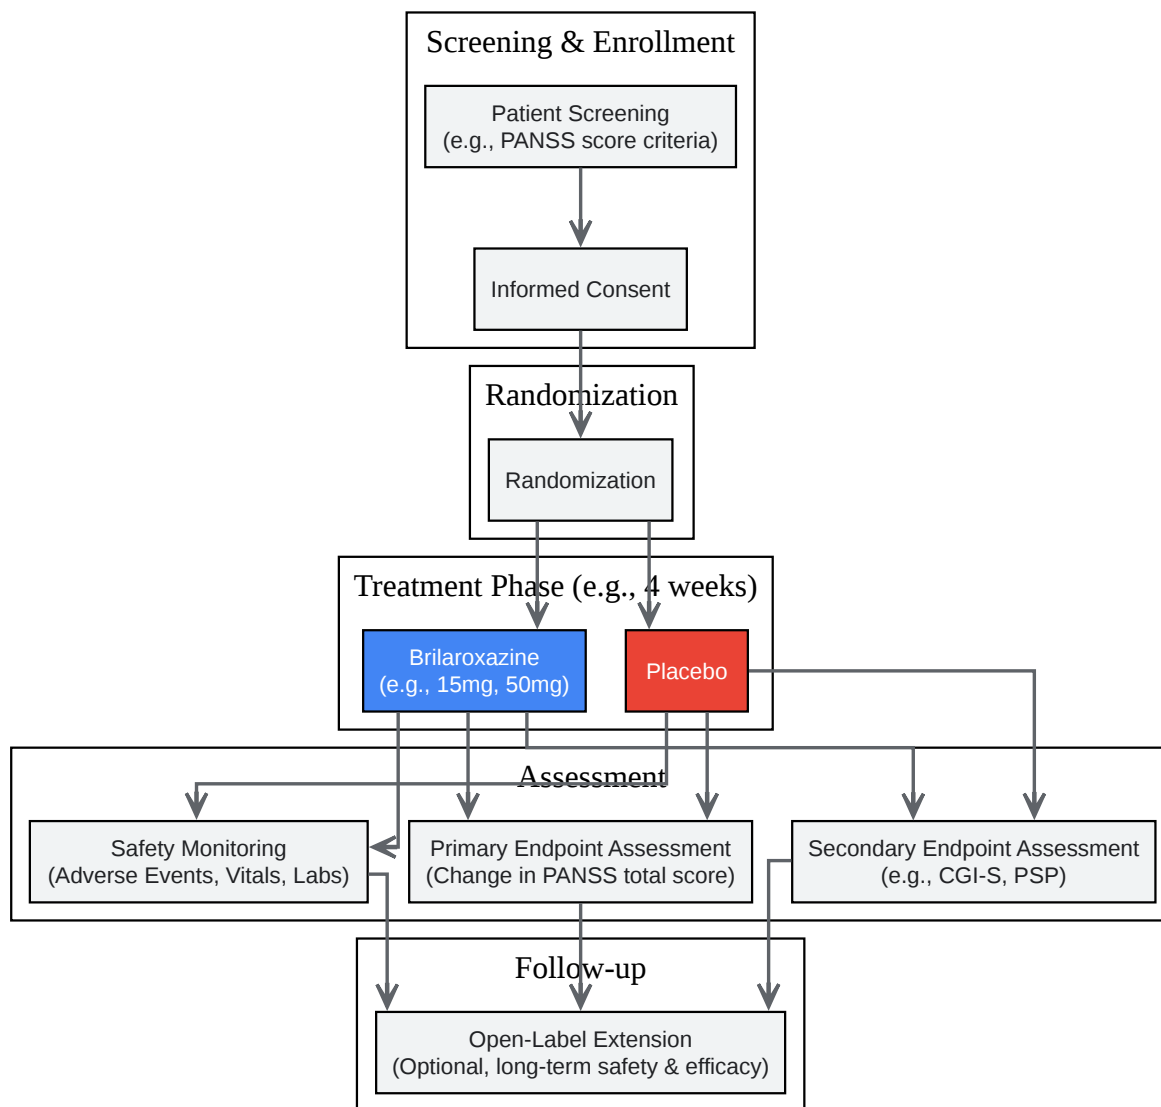 Screening & Enrollment
Patient Screening
(e.g., PANSS score criteria)
Informed Consent
Randomization
Randomization
Treatment Phase (e.g., 4 weeks)
Brilaroxazine
(e.g., 15mg, 50mg)
Placebo
Assessment
Safety Monitoring
(Adverse Events, Vitals, Labs)
Primary Endpoint Assessment
(Change in PANSS total score)
Secondary Endpoint Assessment
(e.g., CGI-S, PSP)
Follow-up
Open-Label Extension
(Optional, long-term safety & efficacy)